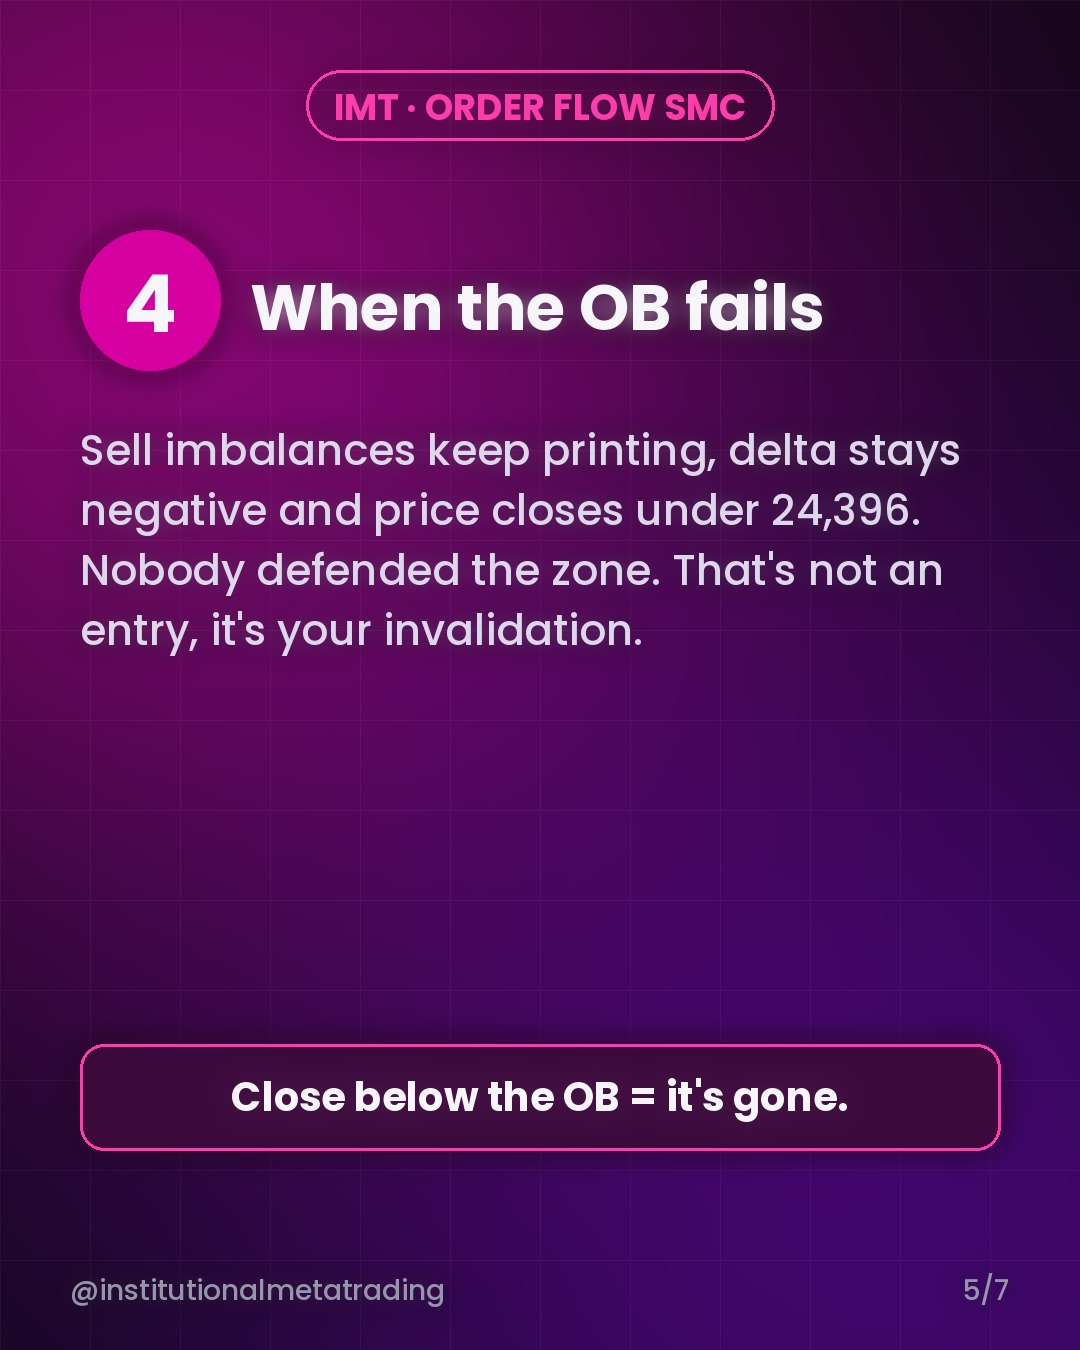 IMT · ORDER FLOW SMC
4
When the OB fails
Sell imbalances keep printing, delta stays
negative and price closes under 24,396.
Nobody defended the zone. That's not an
entry, it's your invalidation.
Close below the OB = it's gone.
@institutionalmetatrading
5/7